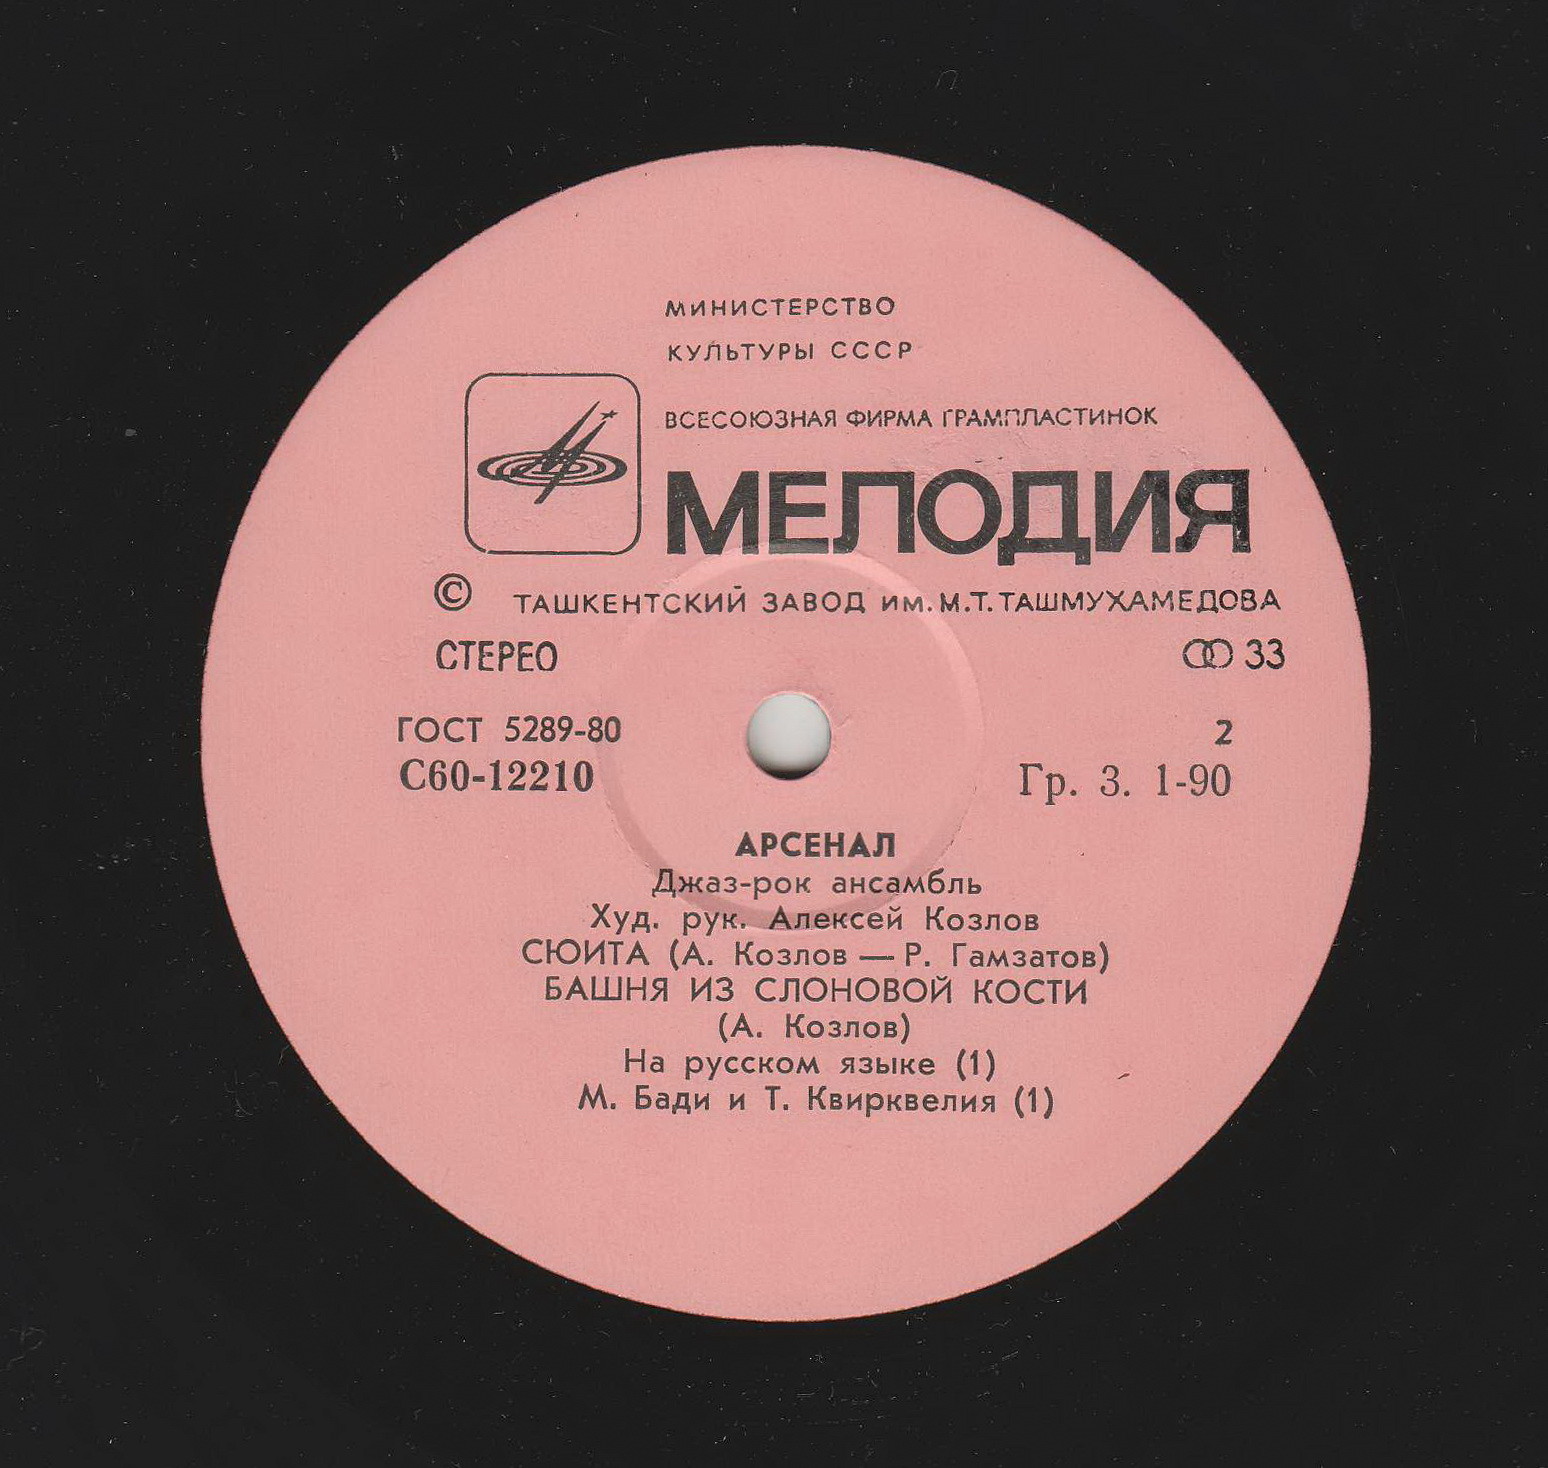 МИНИСТЕРСТВО
КУЛЬТУРЫ СССР
ВСЕСОЮЗНАЯ ФИРМА ГРАМПЛАСТИНОК
МЕЛОДИЯ
© ТАШКЕНТСКИЙ ЗАВОД ИМ. М.Т. ТАШМУХАМЕДОВА
СТЕРЕО 33
ГОСТ 5289-80 2
С60-12210 Гр. 3. 1-90
АРСЕНАЛ
Джаз-рок ансамбль
Худ. рук. Алексей Козлов
СЮИТА (А. Козлов — Р. Гамзатов)
БАШНЯ ИЗ СЛОНОВОЙ КОСТИ
(А. Козлов)
На русском языке (1)
М. Бади и Т. Квирквелия (1)